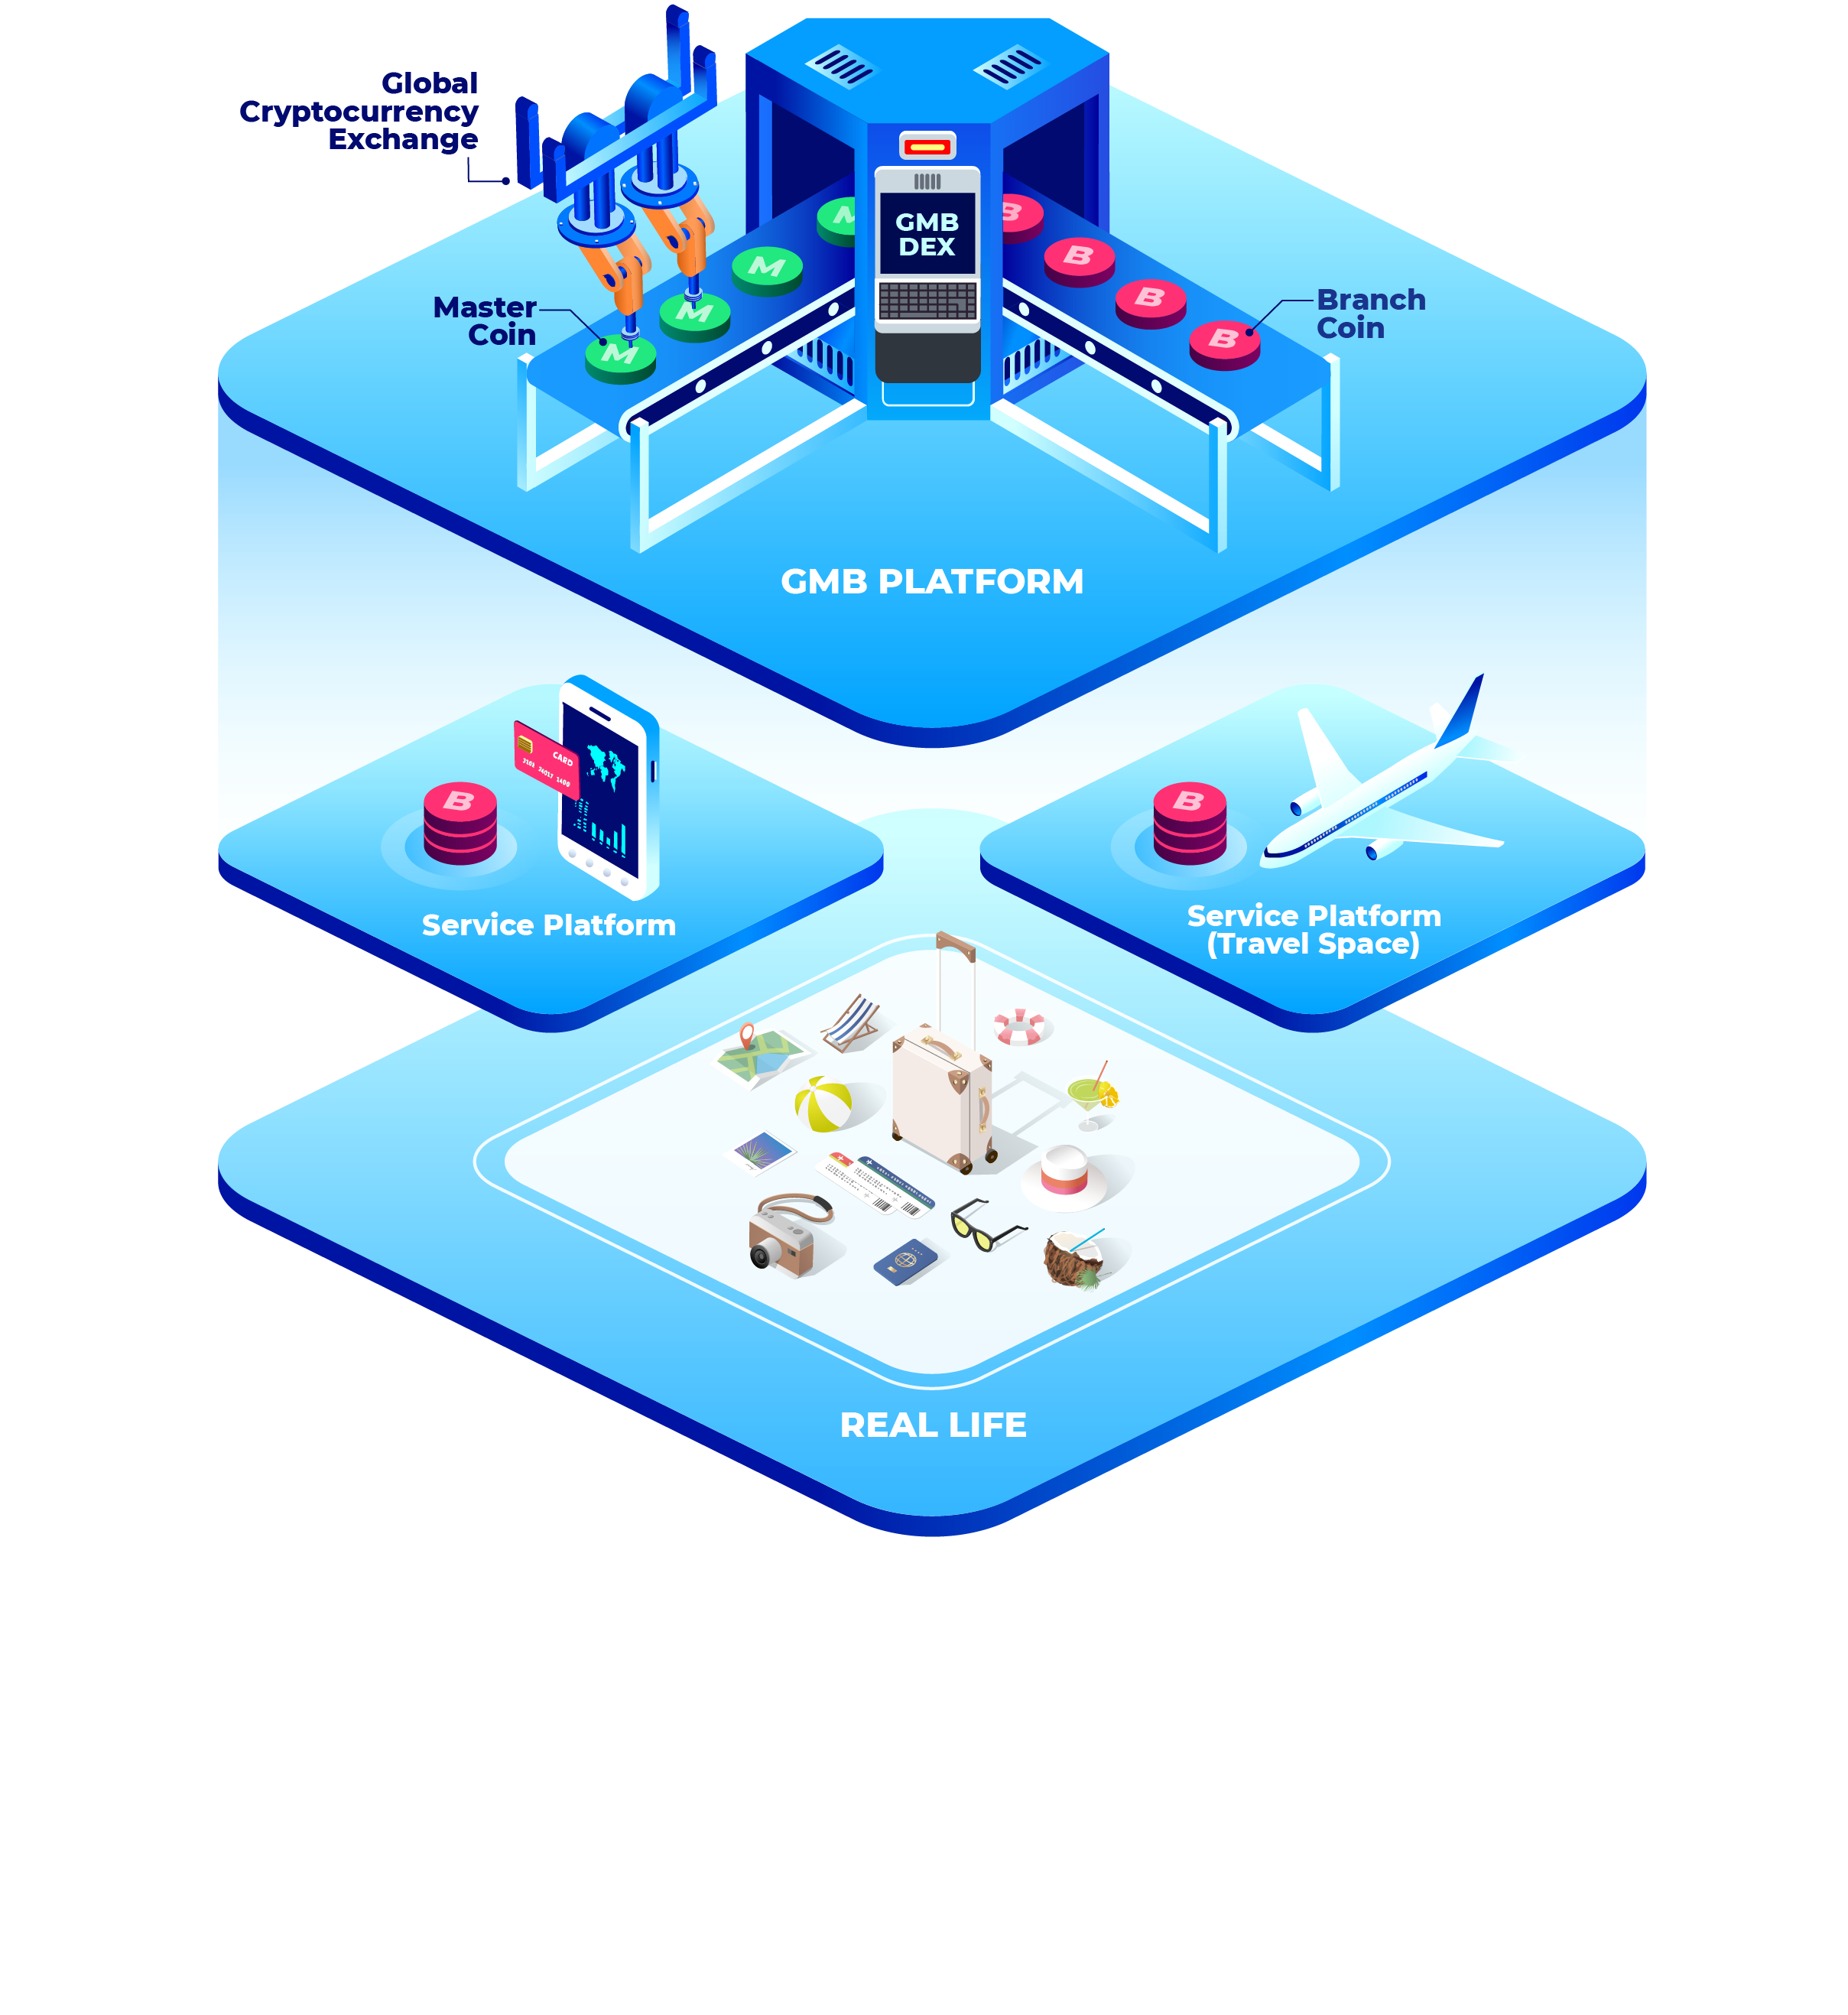 Global
Cryptocurrency
Exchange
GMB
DEX
M
B
M
B
M
B
M
B
Master
Coin
Branch
Coin
GMB PLATFORM
CARD
B
B
Service Platform
Service Platform
(Travel Space)
REAL LIFE